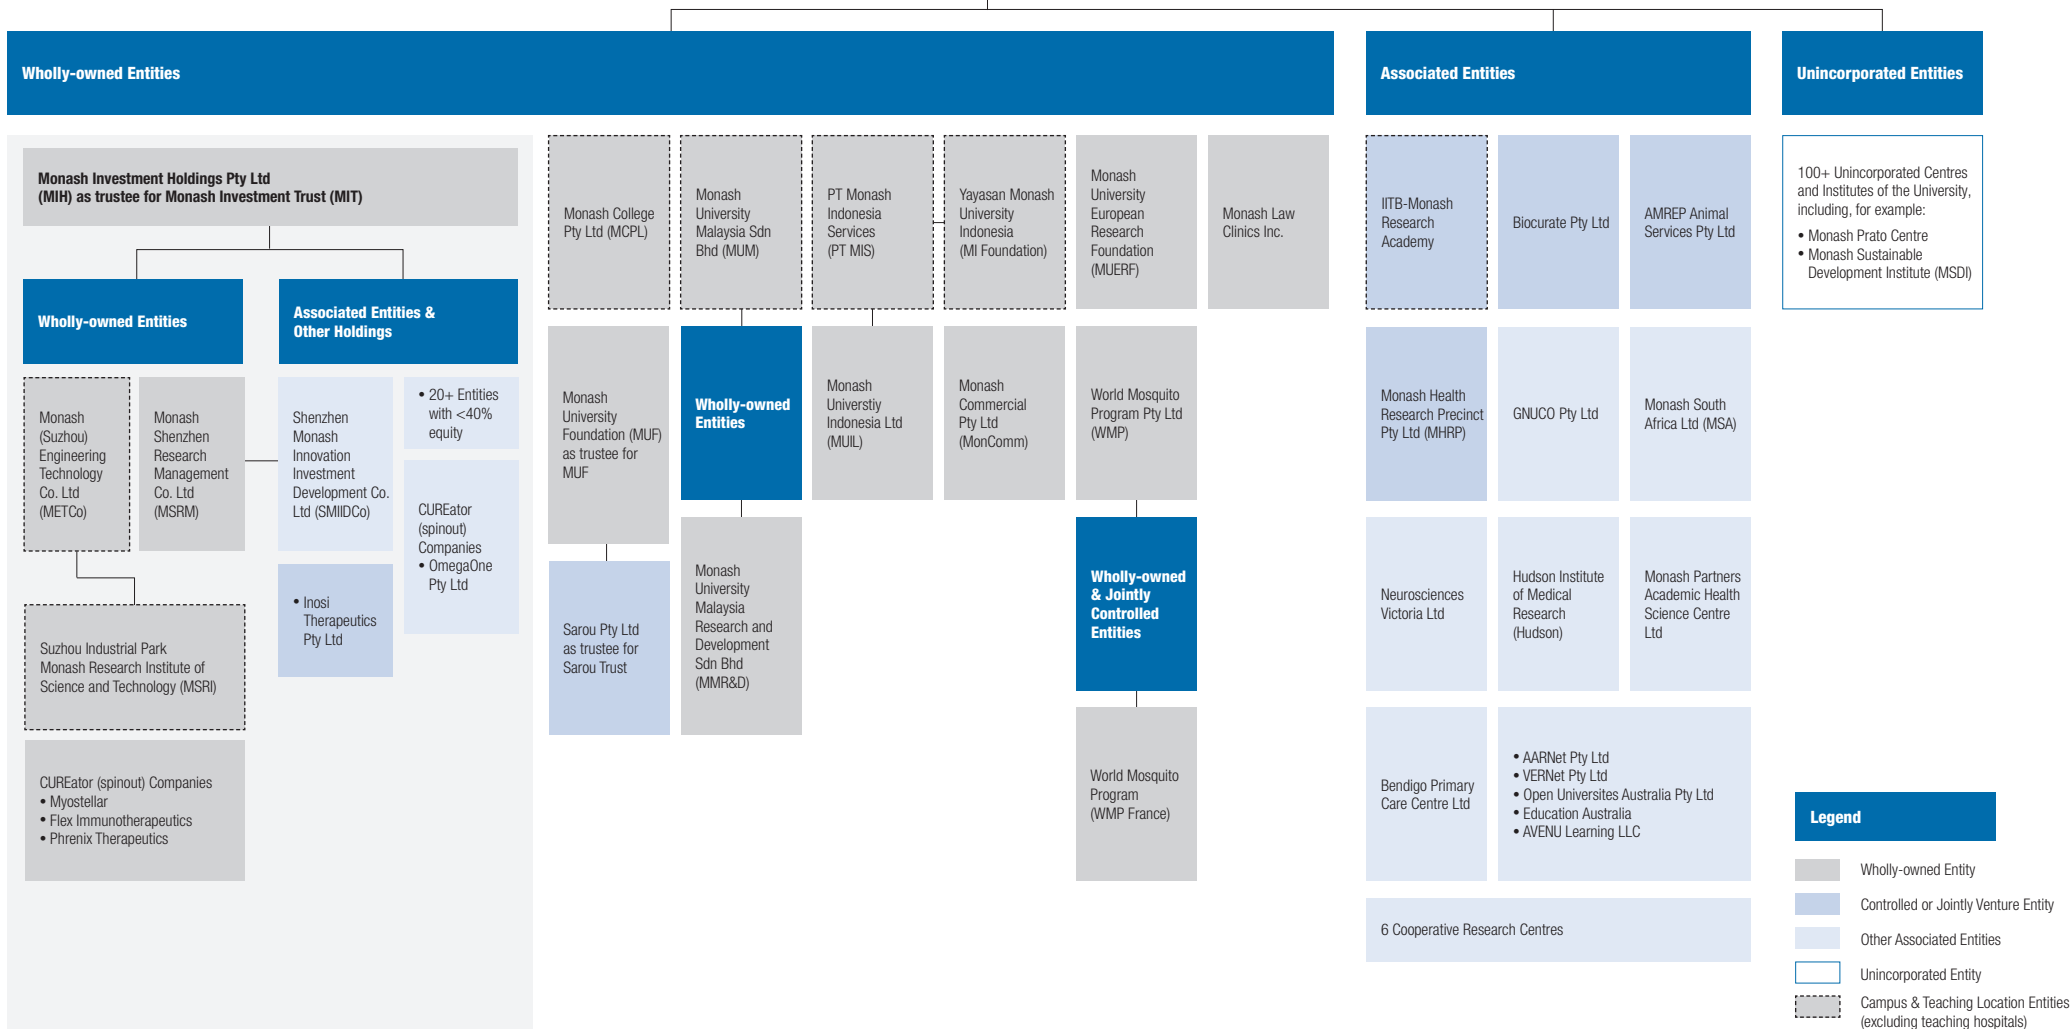 Wholly-owned Entities
Associated Entities
Unincorporated Entities
Monash Investment Holdings Pty Ltd
(MIH) as trustee for Monash Investment Trust (MIT)
Wholly-owned Entities
Associated Entities &
Other Holdings
Monash
(Suzhou)
Engineering
Technology
Co. Ltd
(METCo)
Monash
Shenzhen
Research
Management
Co. Ltd
(MSRM)
Shenzhen
Monash
Innovation
Investment
Development Co.
Ltd (SMIIDCo)
• 20+ Entities
with <40%
equity
CUREator
(spinout)
Companies
• OmegaOne
Pty Ltd
• Inosi
Therapeutics
Pty Ltd
Suzhou Industrial Park
Monash Research Institute of
Science and Technology (MSRI)
CUREator (spinout) Companies
• Myostellar
• Flex Immunotherapeutics
• Phrenix Therapeutics
Monash College
Pty Ltd (MCPL)
Monash
University
Malaysia Sdn
Bhd (MUM)
PT Monash
Indonesia
Services
(PT MIS)
Yayasan Monash
University
Indonesia
(MI Foundation)
Monash
University
European
Research
Foundation
(MUERF)
Monash Law
Clinics Inc.
Monash
University
Foundation (MUF)
as trustee for
MUF
Wholly-owned
Entities
Monash
Universtiy
Indonesia Ltd
(MUIL)
Monash
Commercial
Pty Ltd
(MonComm)
World Mosquito
Program Pty Ltd
(WMP)
Sarou Pty Ltd
as trustee for
Sarou Trust
Monash
University
Malaysia
Research and
Development
Sdn Bhd
(MMR&D)
Wholly-owned
& Jointly
Controlled
Entities
World Mosquito
Program
(WMP France)
IITB-Monash
Research
Academy
Biocurate Pty Ltd
AMREP Animal
Services Pty Ltd
Monash Health
Research Precinct
Pty Ltd (MHRP)
GNUCO Pty Ltd
Monash South
Africa Ltd (MSA)
Neurosciences
Victoria Ltd
Hudson Institute
of Medical
Research
(Hudson)
Monash Partners
Academic Health
Science Centre
Ltd
Bendigo Primary
Care Centre Ltd
• AARNet Pty Ltd
• VERNet Pty Ltd
• Open Universites Australia Pty Ltd
• Education Australia
• AVENU Learning LLC
6 Cooperative Research Centres
100+ Unincorporated Centres
and Institutes of the University,
including, for example:
• Monash Prato Centre
• Monash Sustainable
Development Institute (MSDI)
Legend
Wholly-owned Entity
Controlled or Jointly Venture Entity
Other Associated Entities
Unincorporated Entity
Campus & Teaching Location Entities
(excluding teaching hospitals)